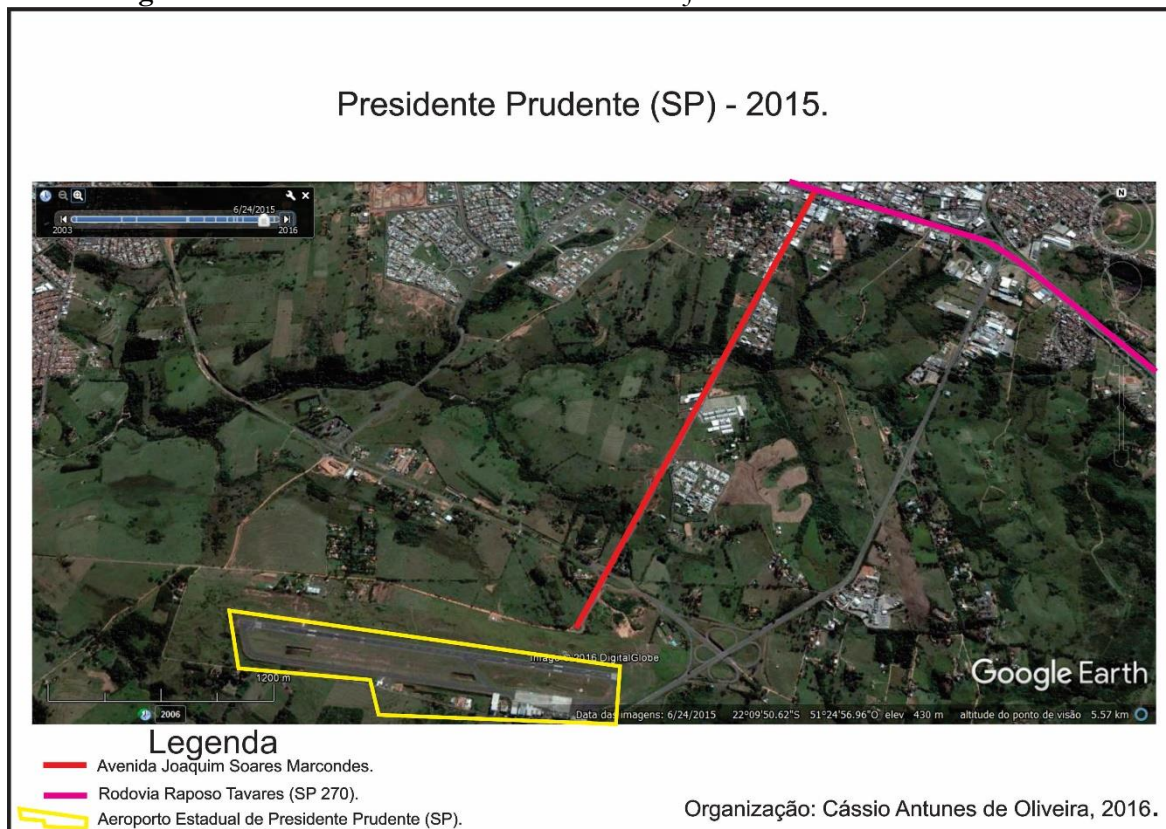 Presidente Prudente (SP) - 2015.
6/24/2015
2003
2016
N
Image © 2016 DigitalGlobe
1200 m
Google Earth
2006
Data das imagens: 6/24/2015 22°09'50.62"S 51°24'56.96"O elev 430 m altitude do ponto de visão 5.57 km
Legenda
Avenida Joaquim Soares Marcondes.
Rodovia Raposo Tavares (SP 270).
Aeroporto Estadual de Presidente Prudente (SP).
Organização: Cássio Antunes de Oliveira, 2016.